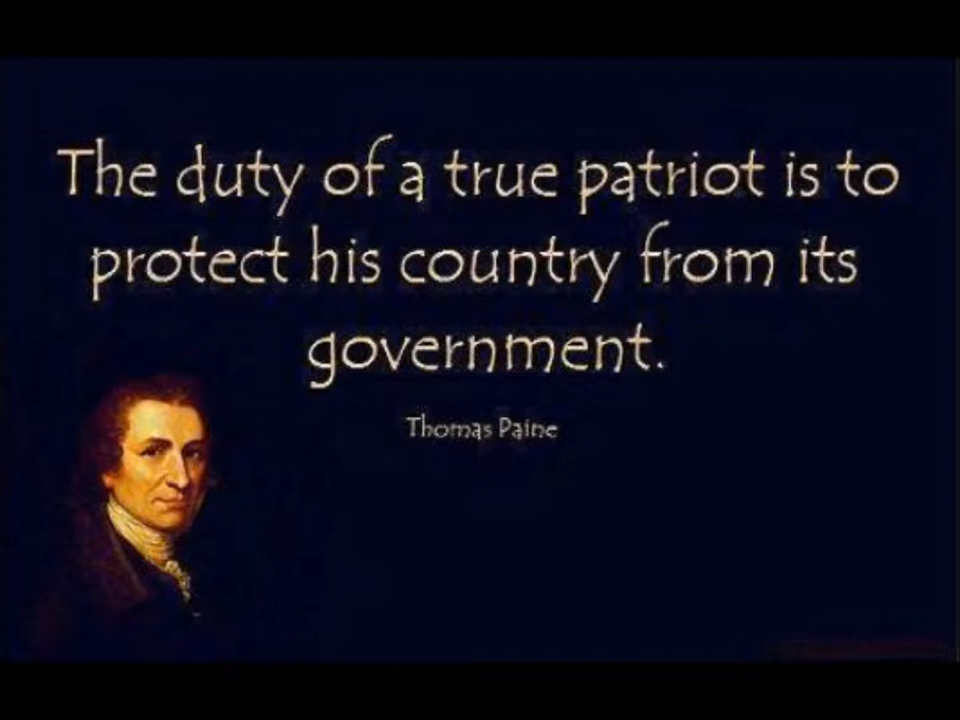 The duty of a true patriot is to
protect his country from its
government.
Thomas Paine